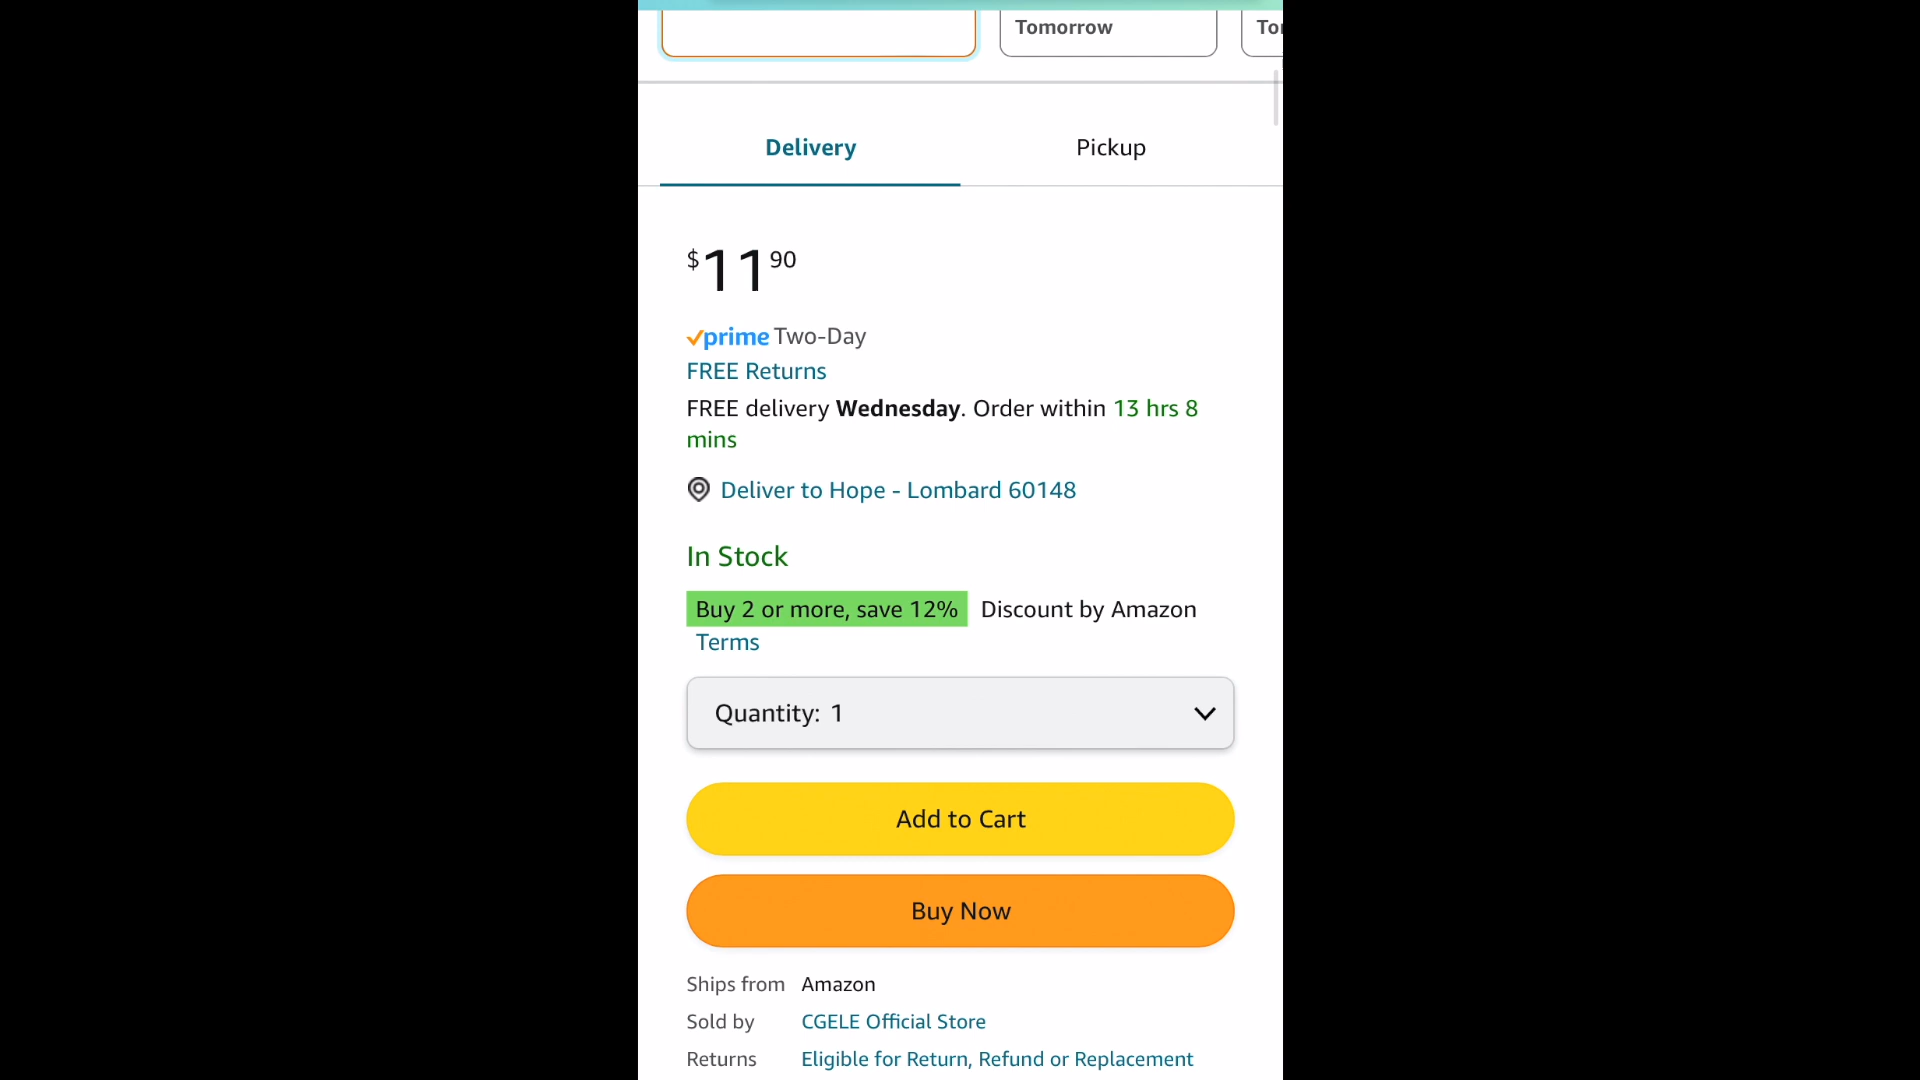 Tomorrow
Delivery Pickup
$11 90
prime Two-Day
FREE Returns
FREE delivery Wednesday. Order within 13 hrs 8
mins
Deliver to Hope - Lombard 60148
In Stock
Buy 2 or more, save 12% Discount by Amazon
Terms
Quantity: 1
Add to Cart
Buy Now
Ships from Amazon
Sold by CGELE Official Store
Returns Eligible for Return, Refund or Replacement